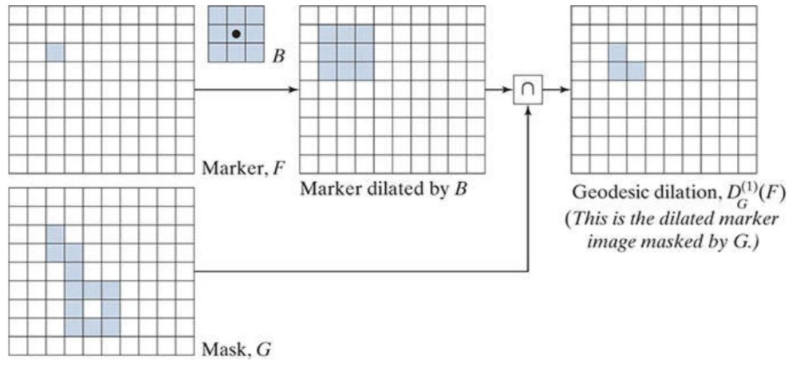 B
Marker, F
Marker dilated by B
∩
Geodesic dilation, D_G^{(1)}(F)
(This is the dilated marker
image masked by G.)
Mask, G